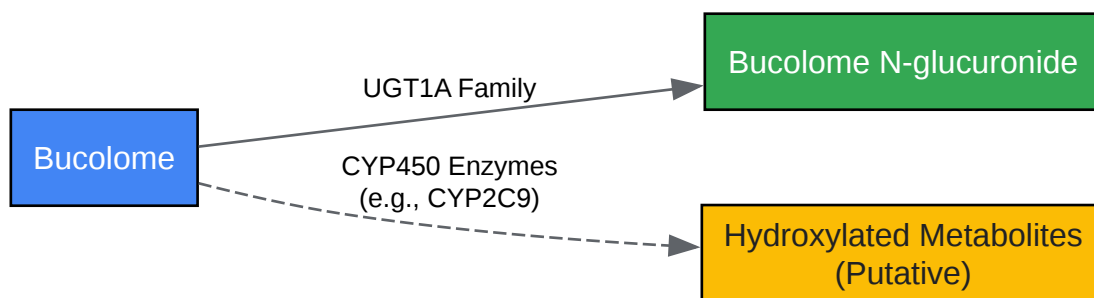 Bucolome
UGT1A Family
CYP450 Enzymes
(e.g., CYP2C9)
Bucolome N-glucuronide
Hydroxylated Metabolites
(Putative)